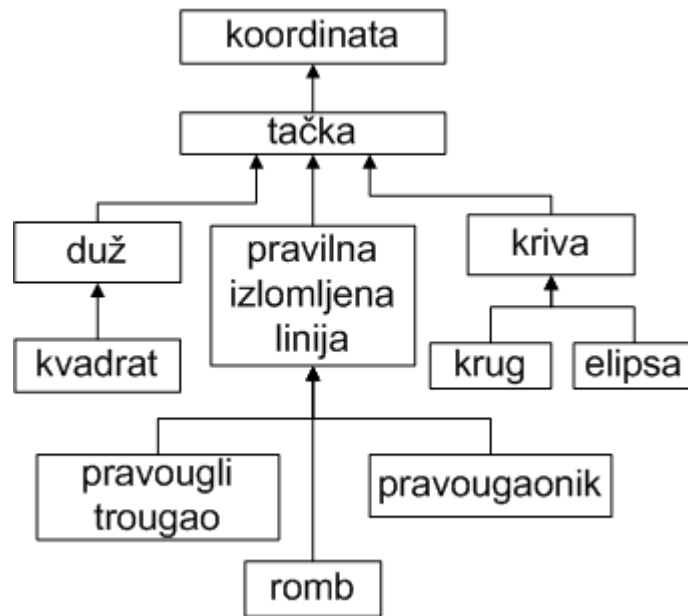 koordinata
tačka
duž
pravilna
izlomljena
linija
kriva
kvadrat
krug
elipsa
pravougli
trougao
pravougaonik
romb